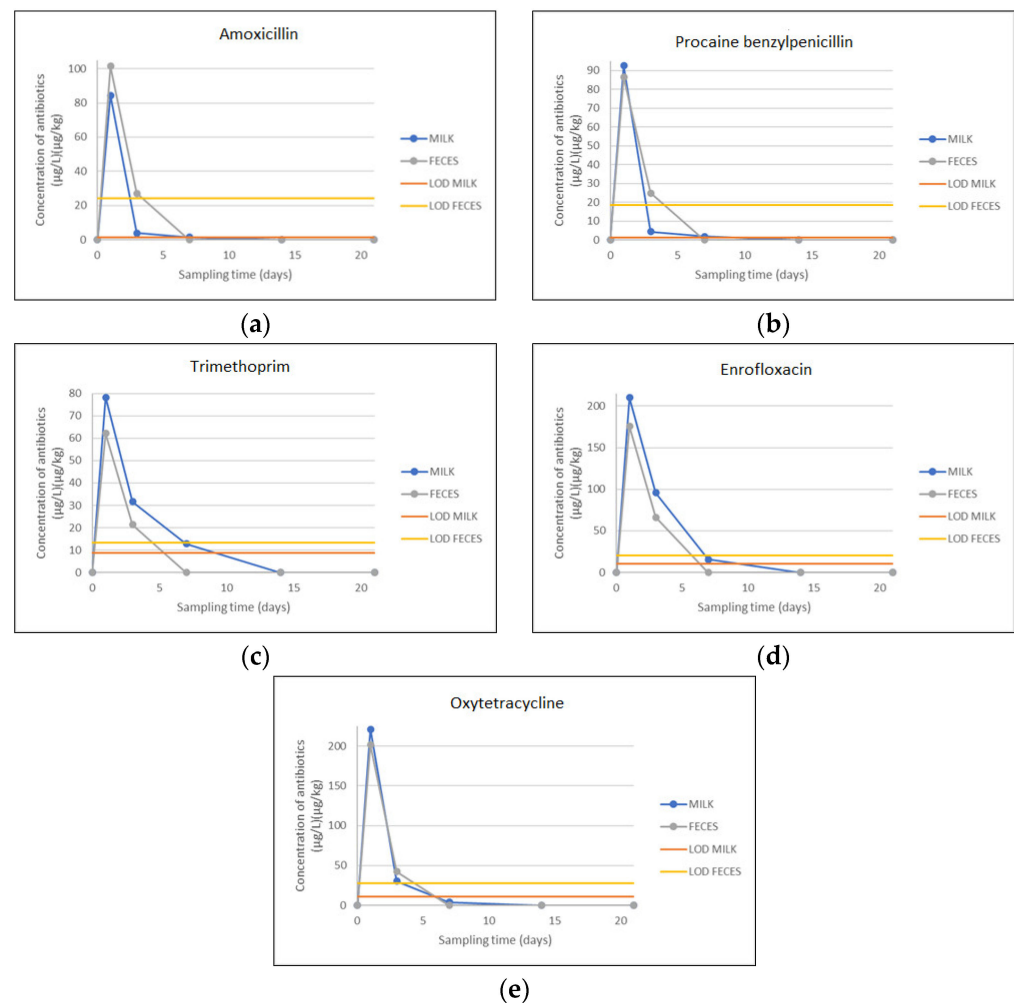 Amoxicillin
Concentration of antibiotics
(µg/L)(µg/kg)
100
80
60
40
20
0
0 5 10 15 20
Sampling time (days)
MILK
FECES
LOD MILK
LOD FECES
(a)
Procaine benzylpenicillin
Concentration of antibiotics
(µg/L)(µg/kg)
90
80
70
60
50
40
30
20
10
0
0 5 10 15 20
Sampling time (days)
MILK
FECES
LOD MILK
LOD FECES
(b)
Trimethoprim
Concentration of antibiotics
(µg/L)(µg/kg)
80
70
60
50
40
30
20
10
0
0 5 10 15 20
Sampling time (days)
MILK
FECES
LOD MILK
LOD FECES
(c)
Enrofloxacin
Concentration of antibiotics
(µg/L)(µg/kg)
200
150
100
50
0
0 5 10 15 20
Sampling time (days)
MILK
FECES
LOD MILK
LOD FECES
(d)
Oxytetracycline
Concentration of antibiotics
(µg/L)(µg/kg)
200
150
100
50
0
0 5 10 15 20
Sampling time (days)
MILK
FECES
LOD MILK
LOD FECES
(e)